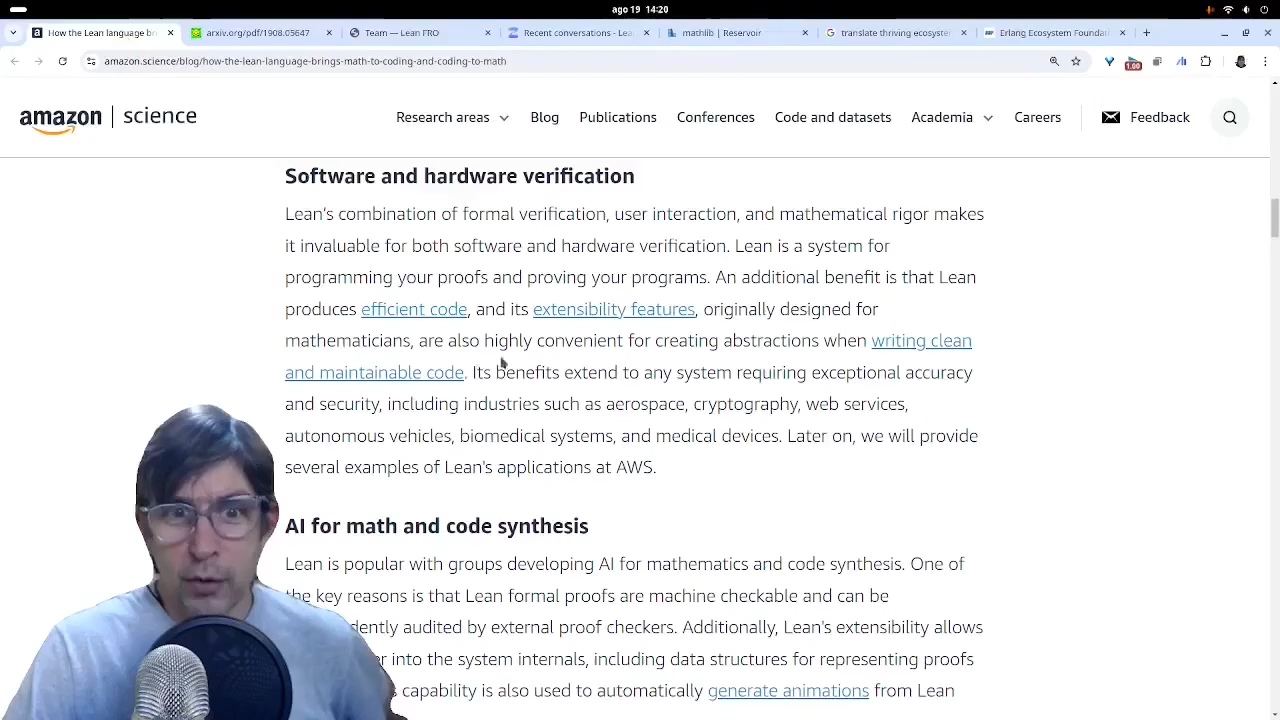 ago 19 14:20
How the Lean language br
arxiv.org/pdf/1908.05647
Team — Lean FRO
Recent conversations - Lea
mathlib | Reservoir
translate thriving ecosyste
Erlang Ecosystem Foundat
amazon.science/blog/how-the-lean-language-brings-math-to-coding-and-coding-to-math
1.00
amazon | science
Research areas
Blog
Publications
Conferences
Code and datasets
Academia
Careers
Feedback
Software and hardware verification
Lean’s combination of formal verification, user interaction, and mathematical rigor makes
it invaluable for both software and hardware verification. Lean is a system for
programming your proofs and proving your programs. An additional benefit is that Lean
produces efficient code, and its extensibility features, originally designed for
mathematicians, are also highly convenient for creating abstractions when writing clean
and maintainable code. Its benefits extend to any system requiring exceptional accuracy
and security, including industries such as aerospace, cryptography, web services,
autonomous vehicles, biomedical systems, and medical devices. Later on, we will provide
several examples of Lean's applications at AWS.
AI for math and code synthesis
Lean is popular with groups developing AI for mathematics and code synthesis. One of
the key reasons is that Lean formal proofs are machine checkable and can be
dently audited by external proof checkers. Additionally, Lean's extensibility allows
er into the system internals, including data structures for representing proofs
s capability is also used to automatically generate animations from Lean